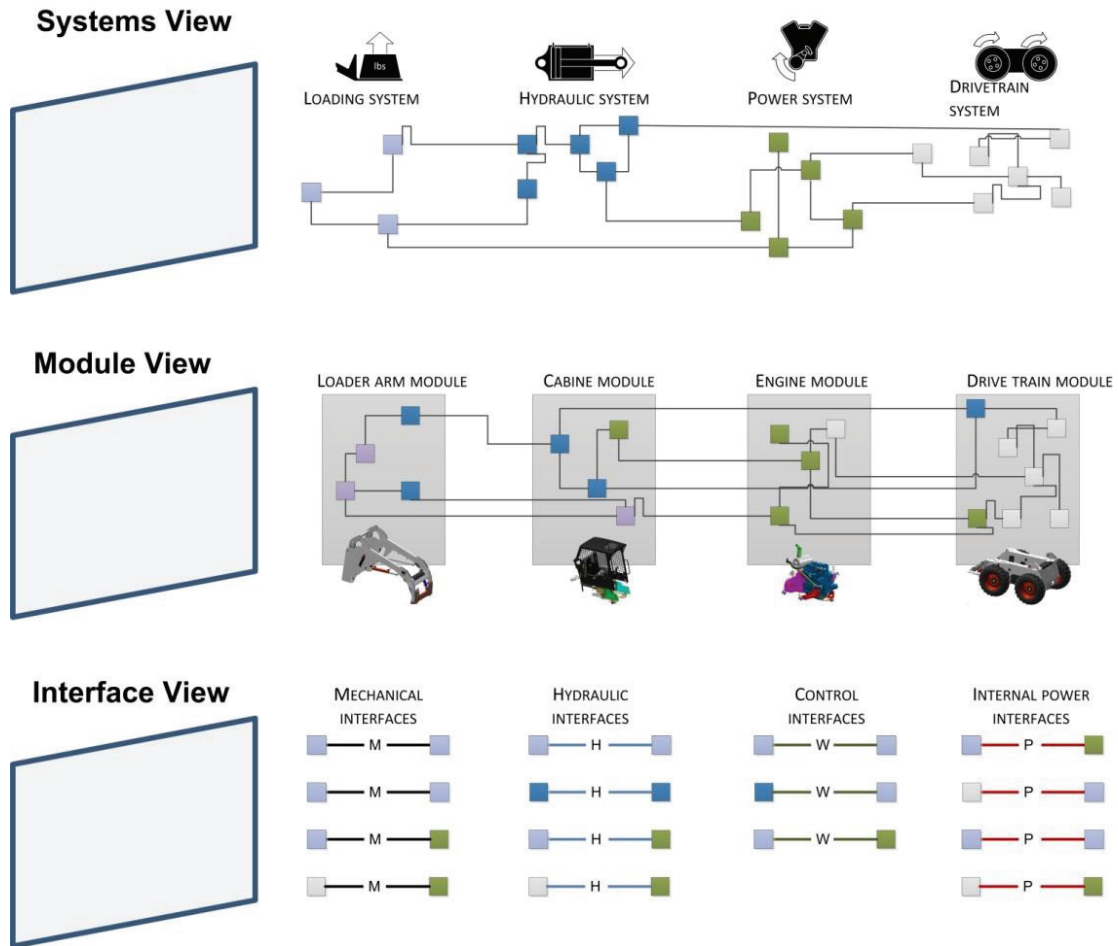 Systems View
lbs
LOADING SYSTEM
HYDRAULIC SYSTEM
POWER SYSTEM
DRIVETRAIN
SYSTEM
Module View
LOADER ARM MODULE
CABINE MODULE
ENGINE MODULE
DRIVE TRAIN MODULE
Interface View
MECHANICAL
INTERFACES
HYDRAULIC
INTERFACES
CONTROL
INTERFACES
INTERNAL POWER
INTERFACES
M H W P
M H W P
M H W P
M H P